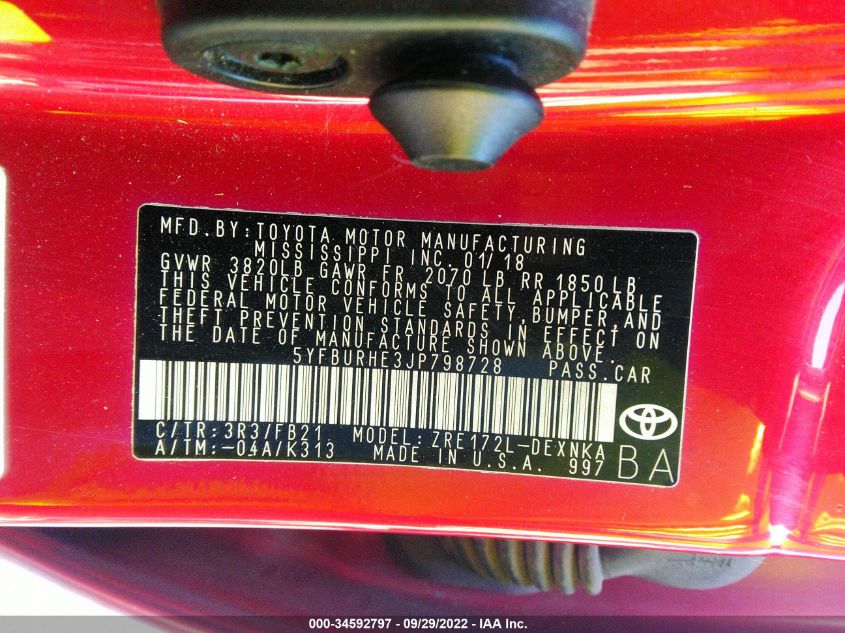 MFD.BY:TOYOTA MOTOR MANUFACTURING
MISSISSIPPI INC. 01/18
GVWR 3820LB GAWR FR 2070 LB RR 1850 LB
THIS VEHICLE CONFORMS TO ALL APPLICABLE
FEDERAL MOTOR VEHICLE SAFETY, BUMPER, AND
THEFT PREVENTION STANDARDS IN EFFECT ON
THE DATE OF MANUFACTURE SHOWN ABOVE.
5YFBURHE3JP798728 PASS.CAR
C/TR:3R3/FB21 MODEL:ZRE172L-DEXNKA
A/TM:-04A/K313 MADE IN U.S.A. 997
BA
000-34592797 - 09/29/2022 - IAA Inc.